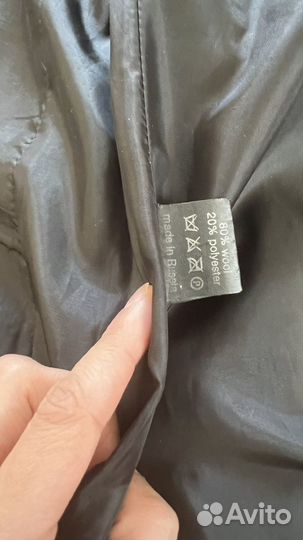 80% wool
20% polyester
P
made in Russia
Avito